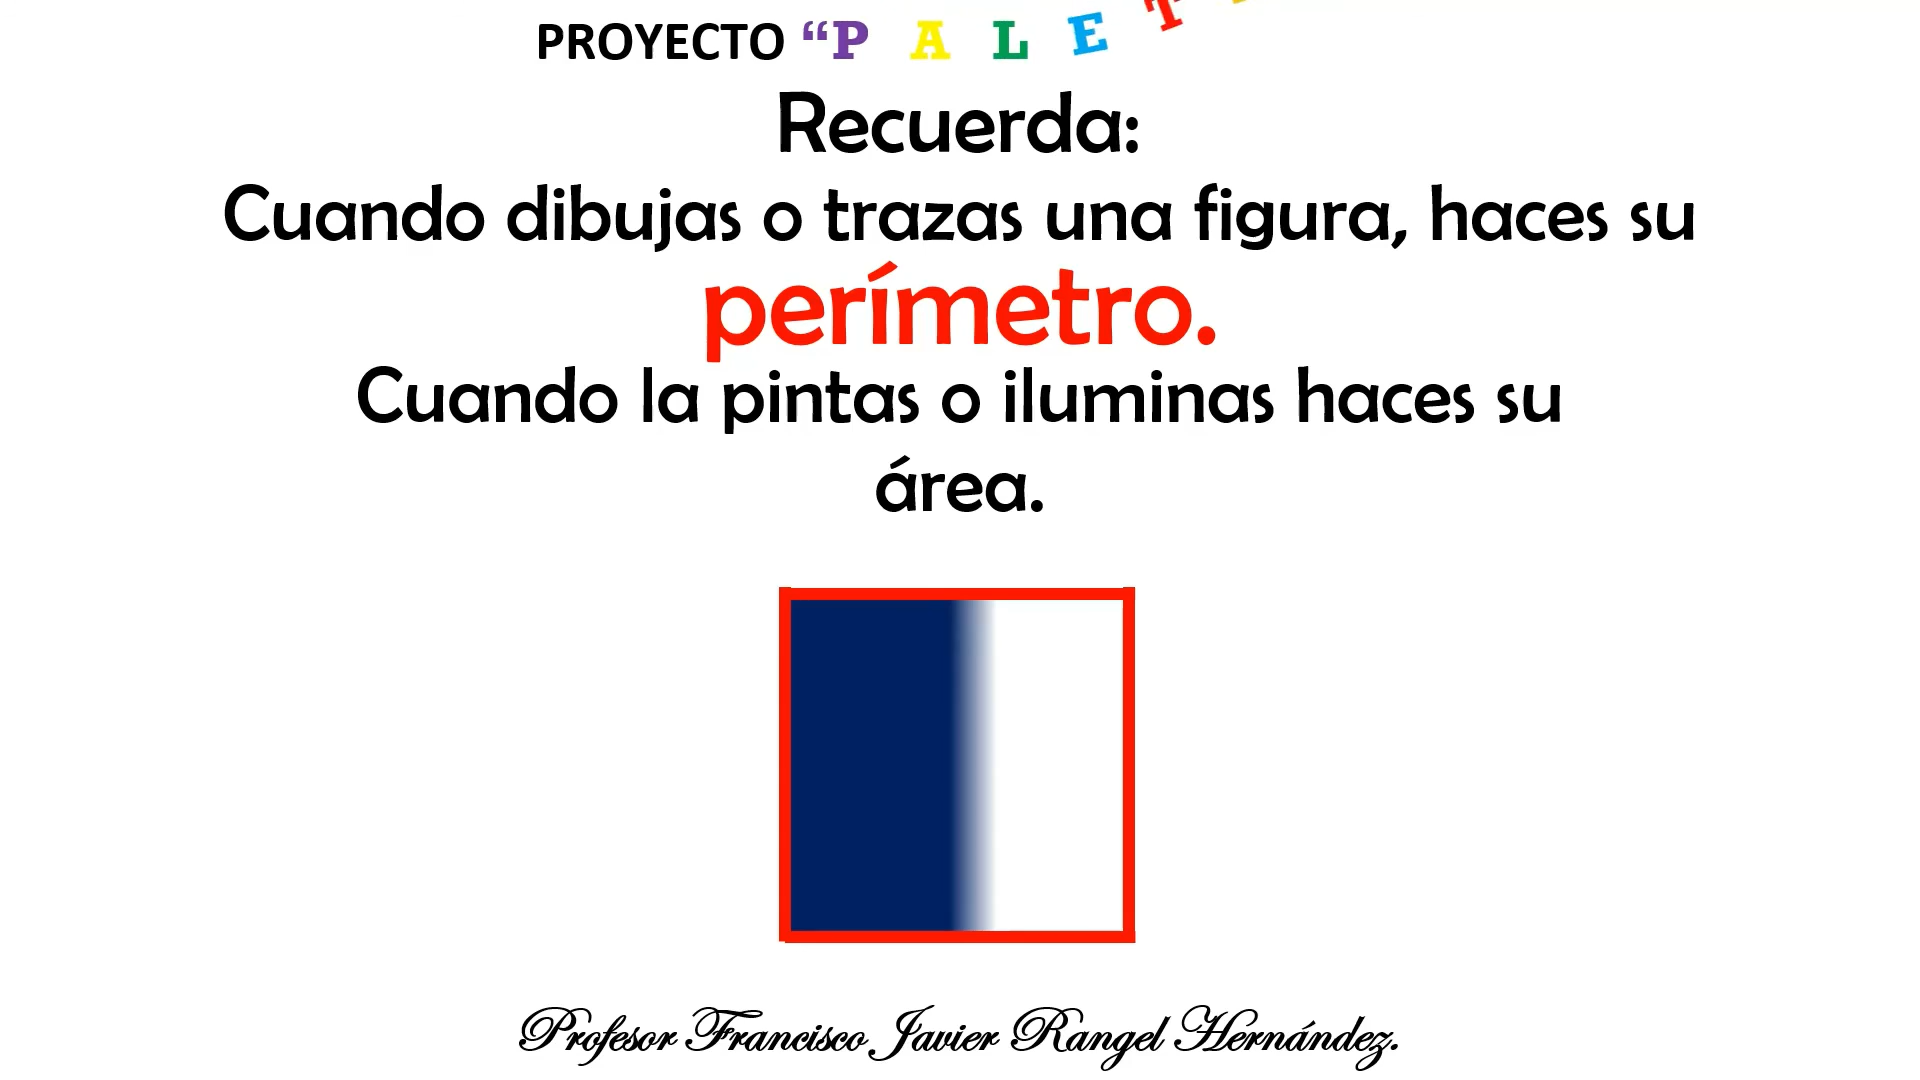 PROYECTO “P A L E T
Recuerda:
Cuando dibujas o trazas una figura, haces su
perímetro.
Cuando la pintas o iluminas haces su
área.
Profesor Francisco Javier Rangel Hernández.